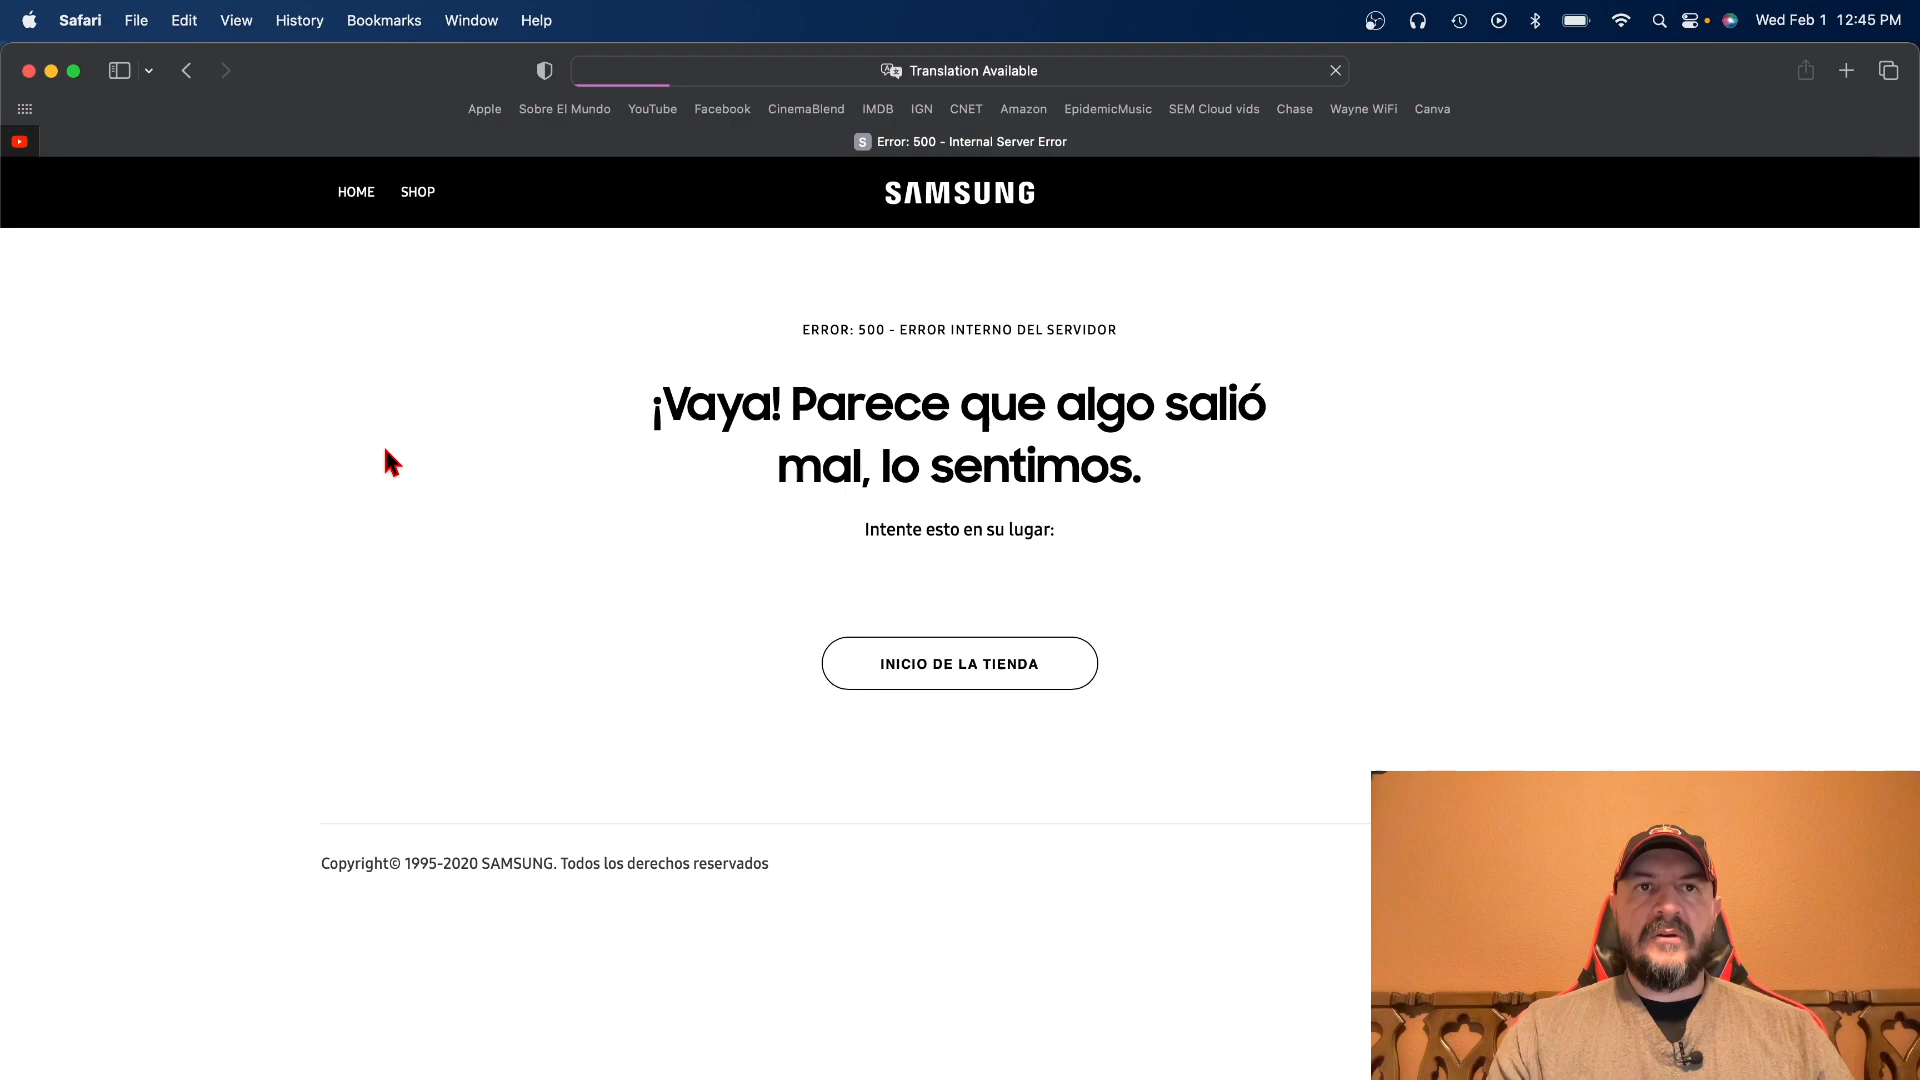 Safari File Edit View History Bookmarks Window Help Wed Feb 1 12:45 PM
Translation Available
Apple Sobre El Mundo YouTube Facebook CinemaBlend IMDB IGN CNET Amazon EpidemicMusic SEM Cloud vids Chase Wayne WiFi Canva
S Error: 500 - Internal Server Error
HOME SHOP SAMSUNG
ERROR: 500 - ERROR INTERNO DEL SERVIDOR
¡Vaya! Parece que algo salió
mal, lo sentimos.
Intente esto en su lugar:
INICIO DE LA TIENDA
Copyright© 1995-2020 SAMSUNG. Todos los derechos reservados